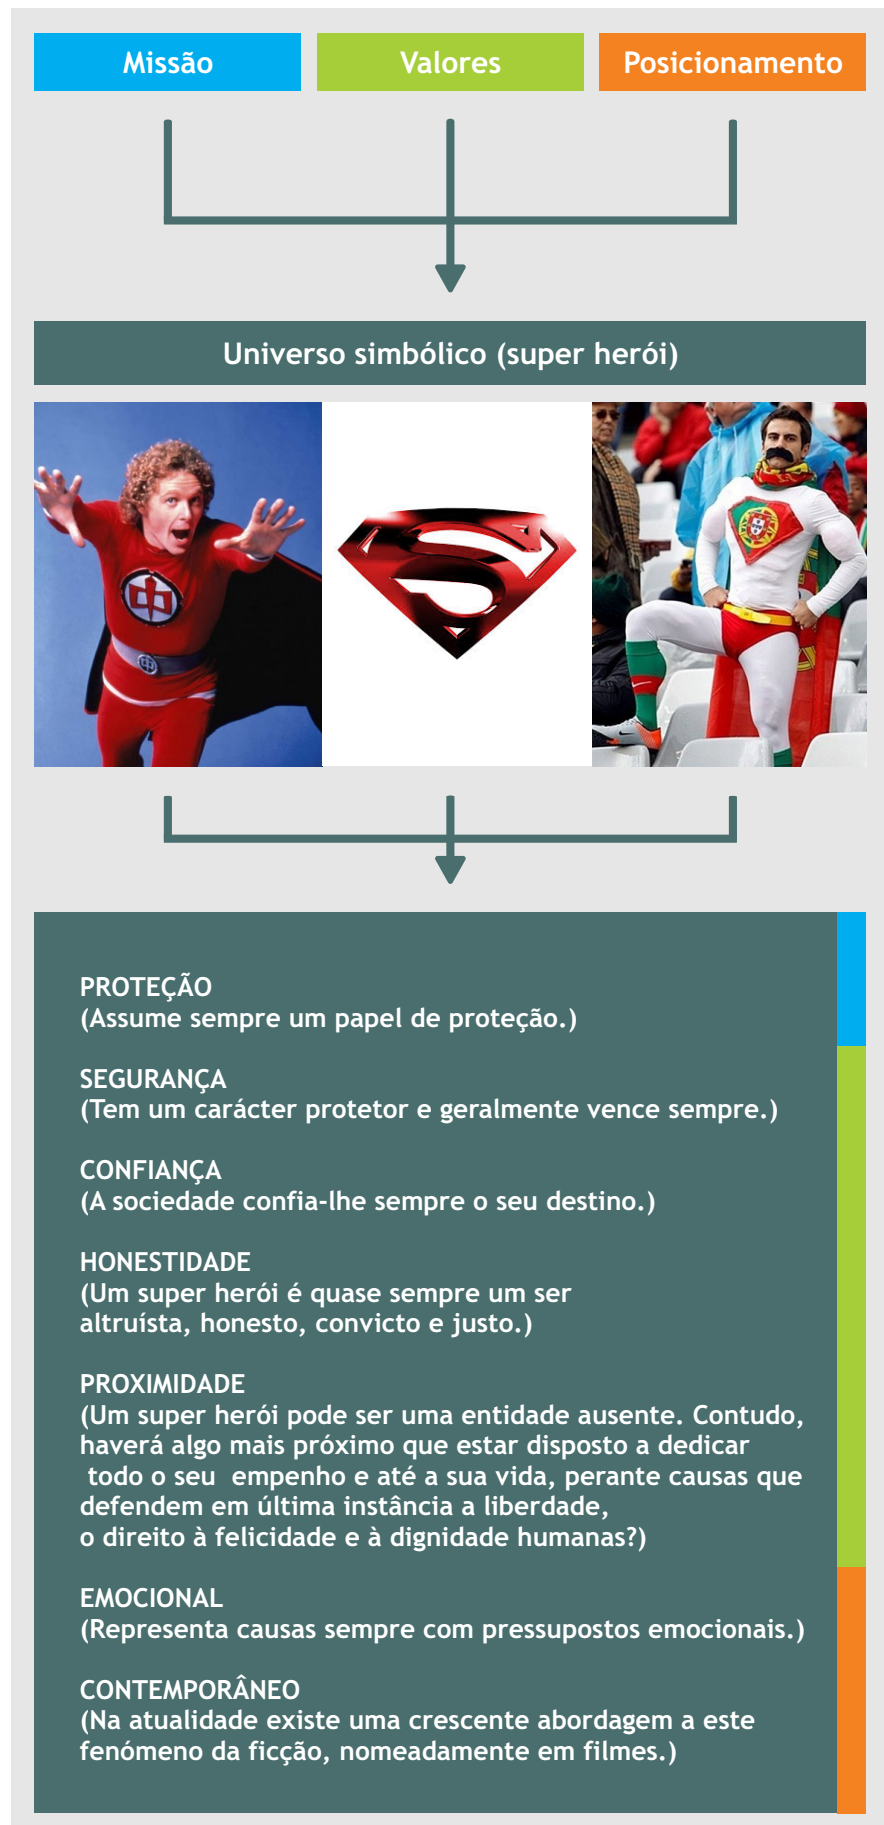 Missão
Valores
Posicionamento
Universo simbólico (super herói)
S
PROTEÇÃO
(Assume sempre um papel de proteção.)
SEGURANÇA
(Tem um carácter protetor e geralmente vence sempre.)
CONFIANÇA
(A sociedade confia-lhe sempre o seu destino.)
HONESTIDADE
(Um super herói é quase sempre um ser
altruísta, honesto, convicto e justo.)
PROXIMIDADE
(Um super herói pode ser uma entidade ausente. Contudo,
haverá algo mais próximo que estar disposto a dedicar
todo o seu empenho e até a sua vida, perante causas que
defendem em última instância a liberdade,
o direito à felicidade e à dignidade humanas?)
EMOCIONAL
(Representa causas sempre com pressupostos emocionais.)
CONTEMPORÂNEO
(Na atualidade existe uma crescente abordagem a este
fenómeno da ficção, nomeadamente em filmes.)